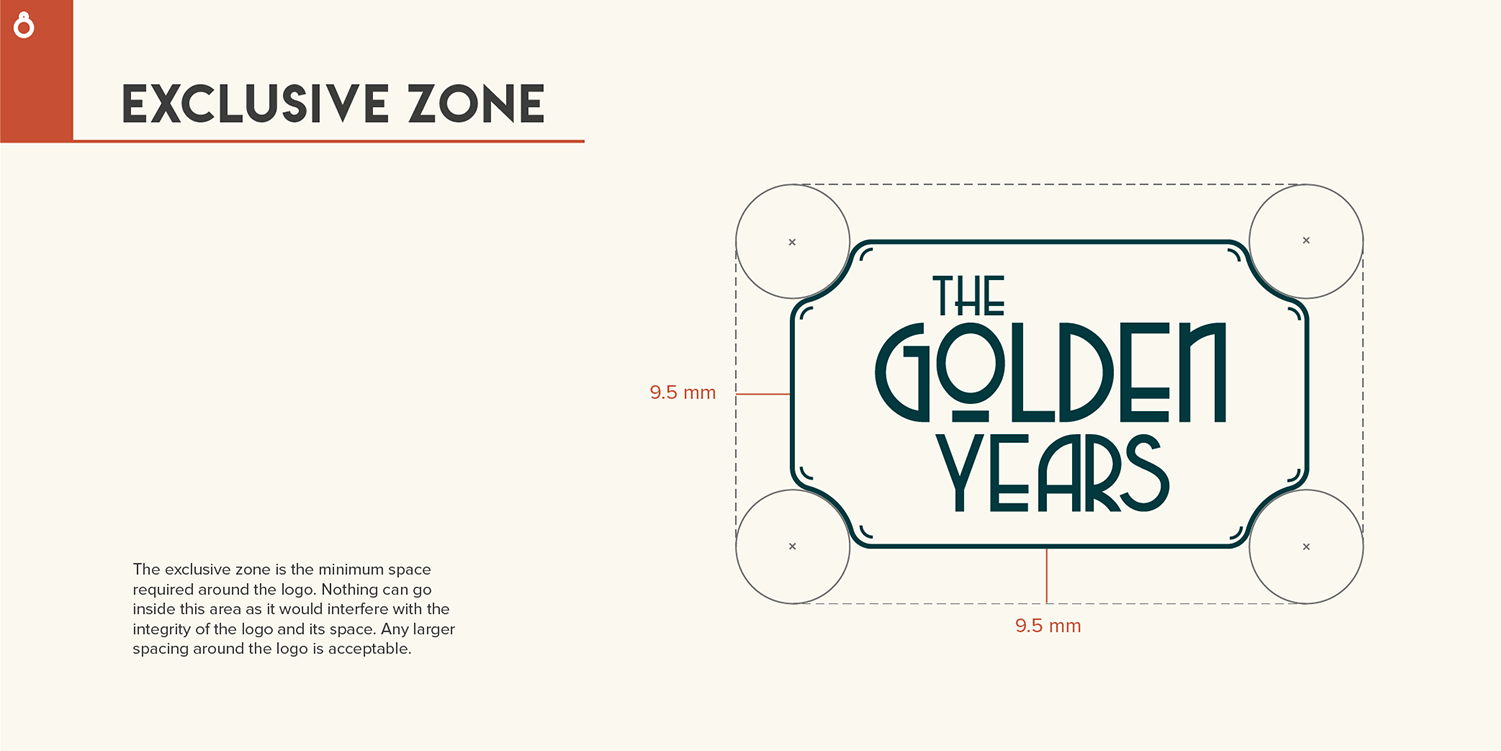 8
EXCLUSIVE ZONE
THE
GOLDEN
YEARS
9.5 mm
9.5 mm
The exclusive zone is the minimum space
required around the logo. Nothing can go
inside this area as it would interfere with the
integrity of the logo and its space. Any larger
spacing around the logo is acceptable.